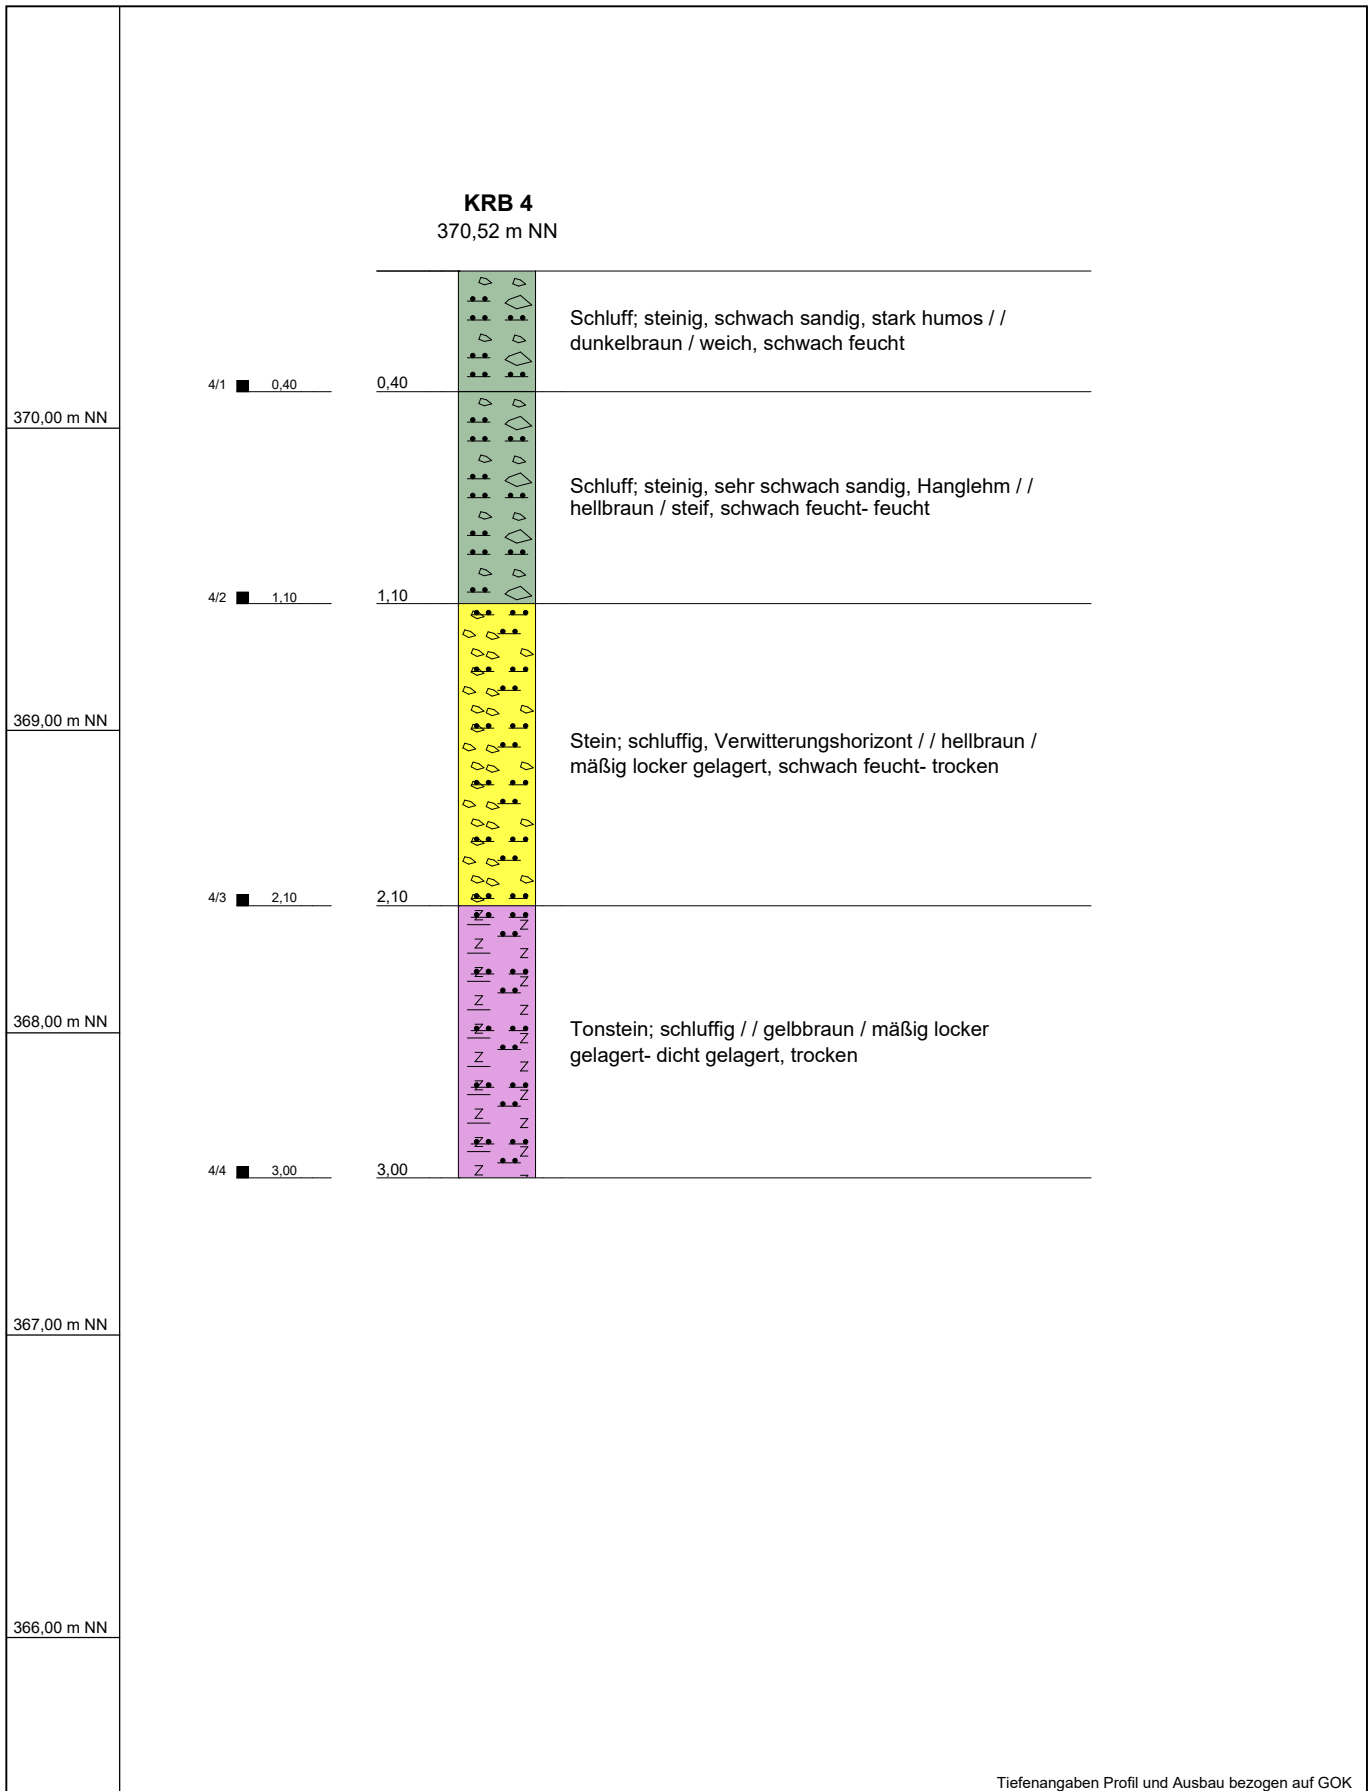 KRB 4
370,52 m NN
Schluff; steinig, schwach sandig, stark humos / /
dunkelbraun / weich, schwach feucht
4/1 0,40 0,40
370,00 m NN
Schluff; steinig, sehr schwach sandig, Hanglehm / /
hellbraun / steif, schwach feucht- feucht
4/2 1,10 1,10
369,00 m NN
Stein; schluffig, Verwitterungshorizont / / hellbraun /
mäßig locker gelagert, schwach feucht- trocken
4/3 2,10 2,10
368,00 m NN
Tonstein; schluffig / / gelbbraun / mäßig locker
gelagert- dicht gelagert, trocken
4/4 3,00 3,00
367,00 m NN
366,00 m NN
Tiefenangaben Profil und Ausbau bezogen auf GOK